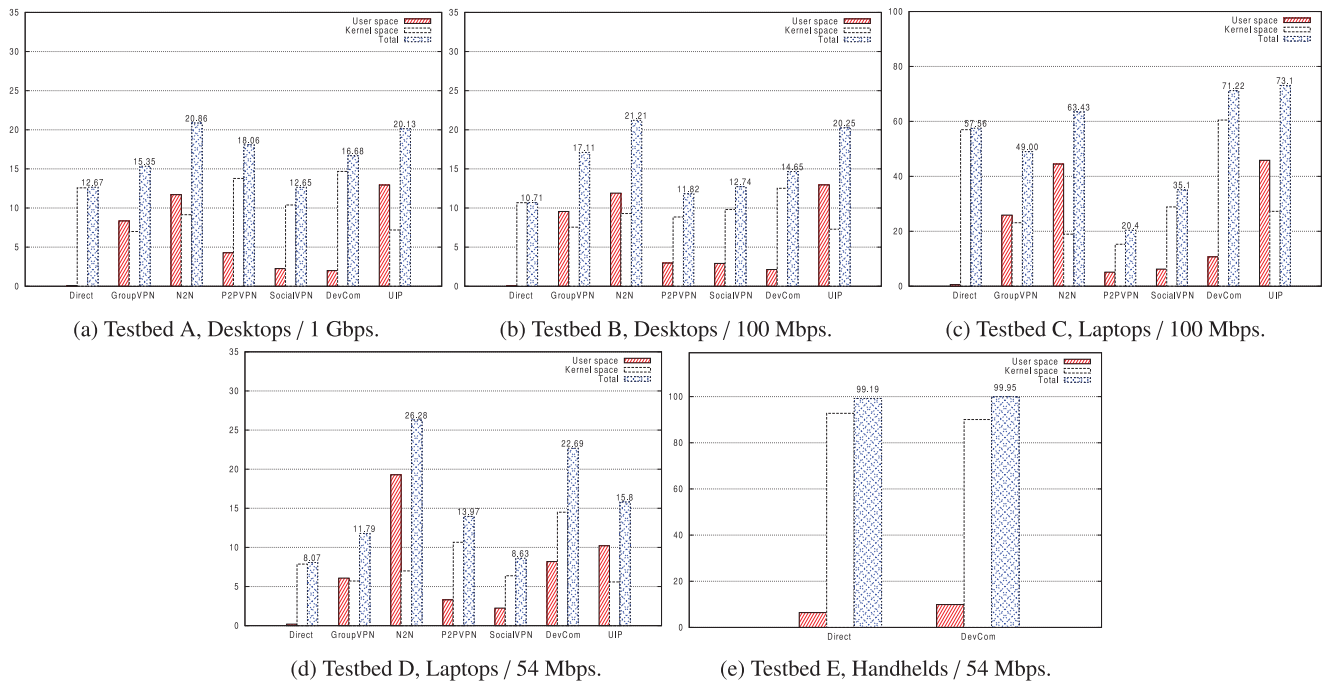 35
30
25
20
15
10
5
0
User space
Kernel space
Total
12.67
15.35
20.86
18.06
12.65
16.68
20.13
Direct GroupVPN N2N P2PVPN SocialVPN DevCom UIP
(a) Testbed A, Desktops / 1 Gbps.
35
30
25
20
15
10
5
0
User space
Kernel space
Total
10.71
17.11
21.21
11.82
12.74
14.65
20.25
Direct GroupVPN N2N P2PVPN SocialVPN DevCom UIP
(b) Testbed B, Desktops / 100 Mbps.
100
80
60
40
20
0
User space
Kernel space
Total
57.56
49.00
63.43
20.4
35.1
71.22
73.1
Direct GroupVPN N2N P2PVPN SocialVPN DevCom UIP
(c) Testbed C, Laptops / 100 Mbps.
35
30
25
20
15
10
5
0
User space
Kernel space
Total
8.07
11.79
26.28
13.97
8.63
22.69
15.8
Direct GroupVPN N2N P2PVPN SocialVPN DevCom UIP
(d) Testbed D, Laptops / 54 Mbps.
100
80
60
40
20
0
User space
Kernel space
Total
99.19
99.95
Direct DevCom
(e) Testbed E, Handhelds / 54 Mbps.